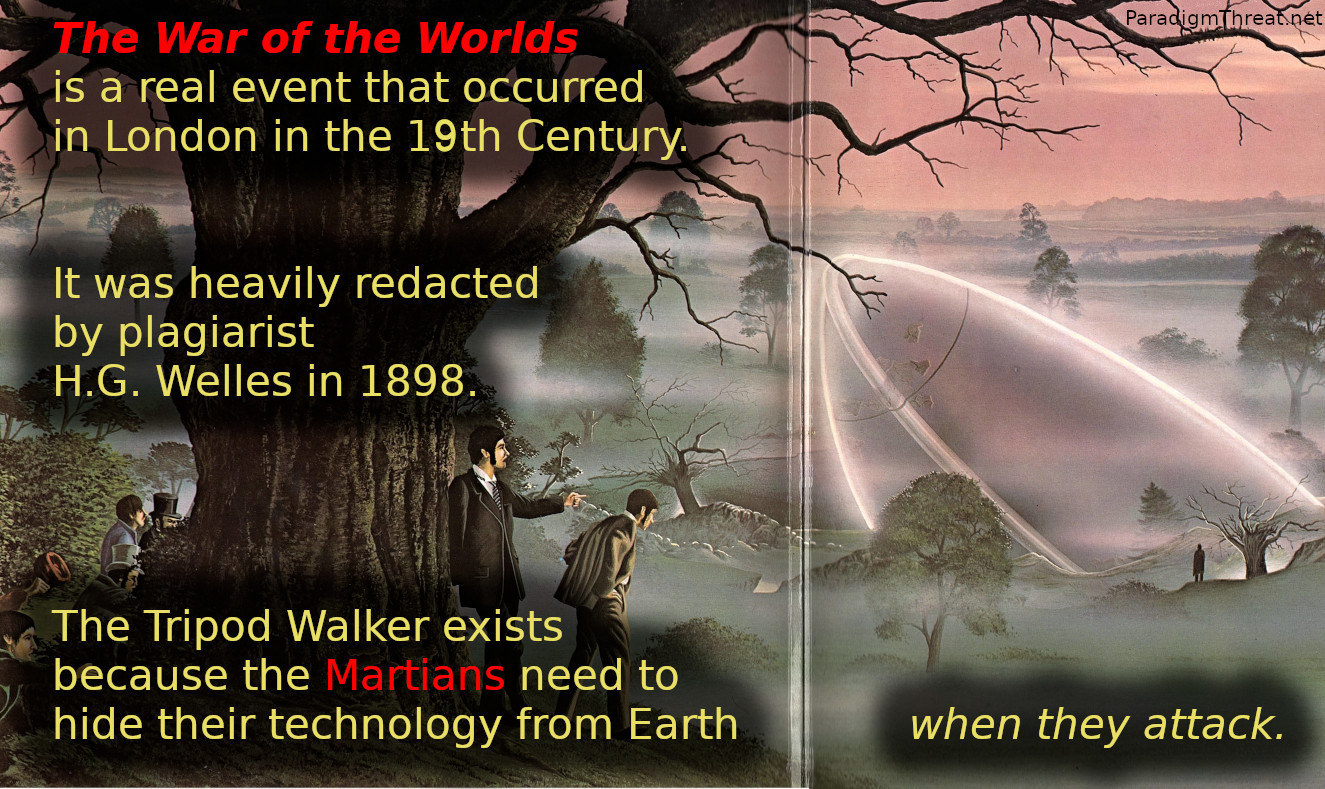 ParadigmThreat.net
The War of the Worlds
is a real event that occurred
in London in the 19th Century.
It was heavily redacted
by plagiarist
H.G. Welles in 1898.
The Tripod Walker exists
because the Martians need to
hide their technology from Earth
when they attack.